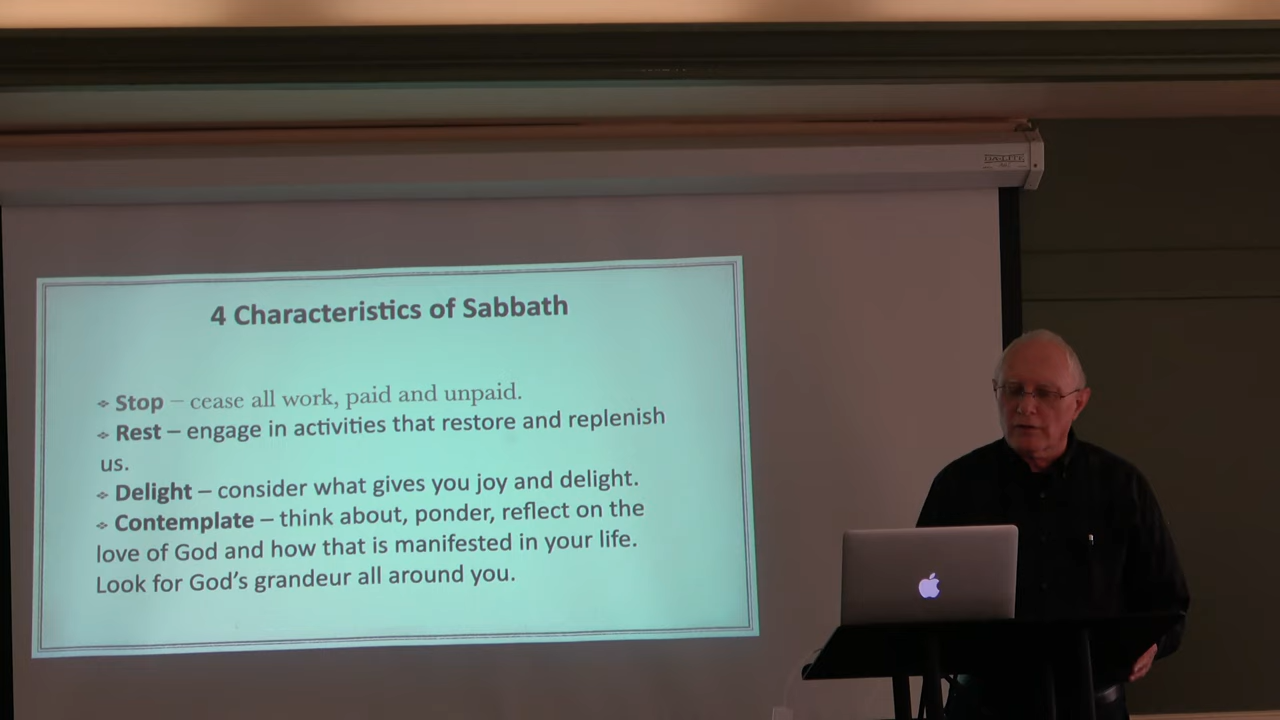 DA-LITE
4 Characteristics of Sabbath
Stop – cease all work, paid and unpaid.
Rest – engage in activities that restore and replenish
us.
Delight – consider what gives you joy and delight.
Contemplate – think about, ponder, reflect on the
love of God and how that is manifested in your life.
Look for God’s grandeur all around you.